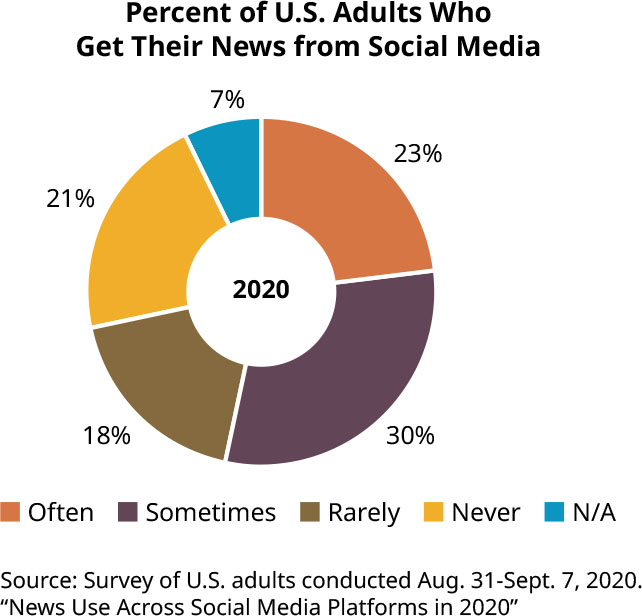 Percent of U.S. Adults Who
Get Their News from Social Media
7%
23%
21%
2020
18%
30%
Often Sometimes Rarely Never N/A
Source: Survey of U.S. adults conducted Aug. 31-Sept. 7, 2020.
“News Use Across Social Media Platforms in 2020”